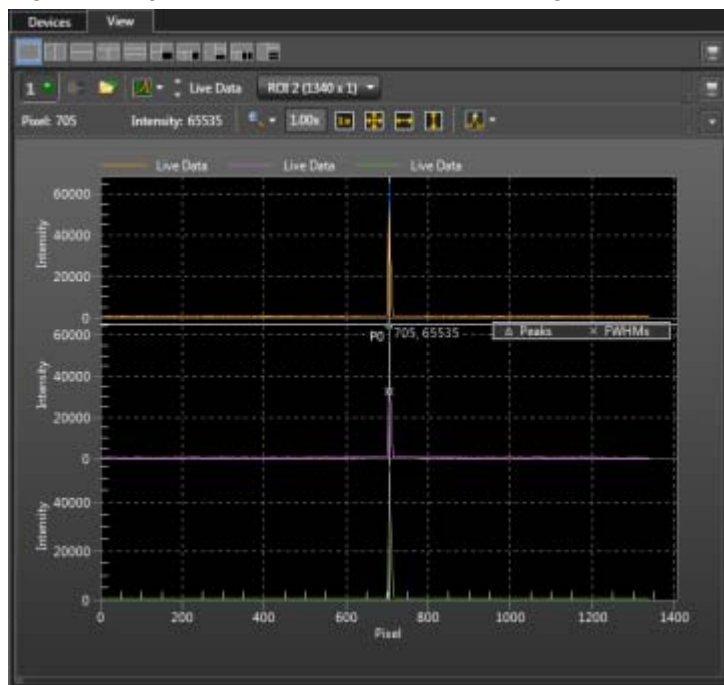 Devices View
1 * Live Data ROI 2 (1340 x 1)
Pixel: 705 Intensity: 65535 1.00x 1x
Live Data Live Data Live Data
60000
40000
20000
0
Intensity
P0 705, 65535
Peaks FWHMs
60000
40000
20000
0
Intensity
40000
20000
0
Intensity
0 200 400 600 800 1000 1200 1400
Pixel